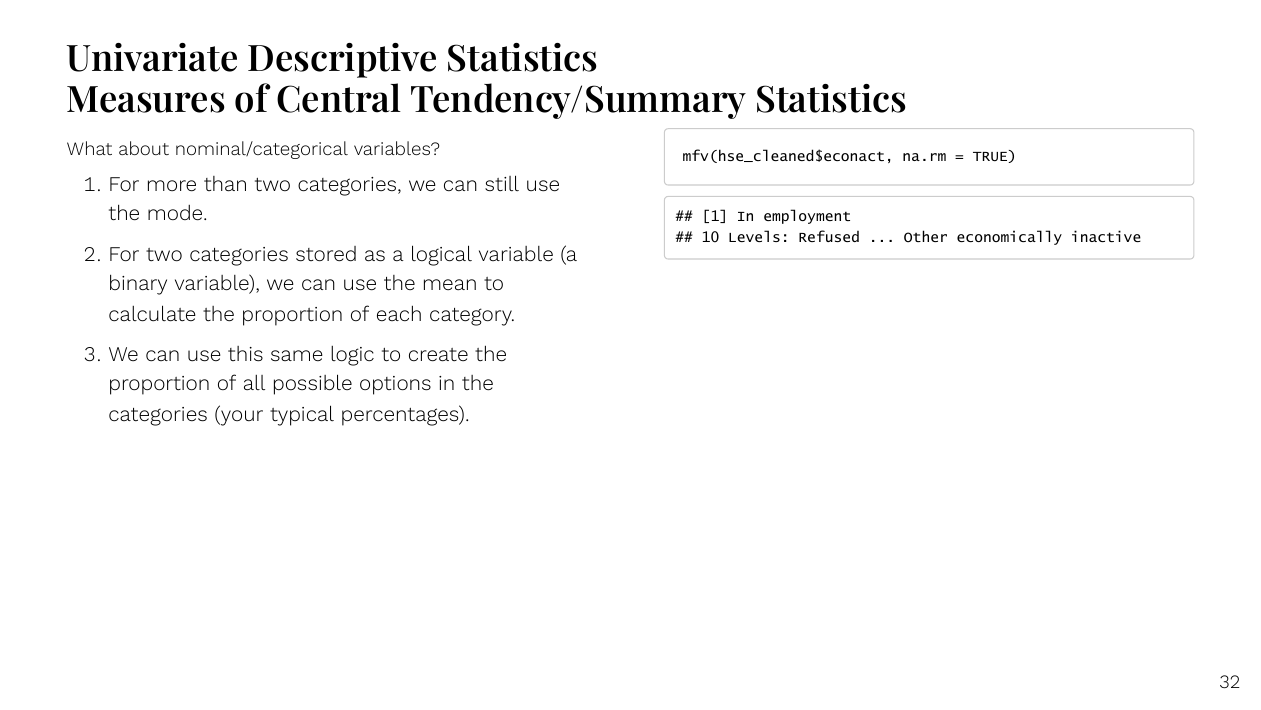 Univariate Descriptive Statistics
Measures of Central Tendency/Summary Statistics
What about nominal/categorical variables?
1. For more than two categories, we can still use
the mode.
2. For two categories stored as a logical variable (a
binary variable), we can use the mean to
calculate the proportion of each category.
3. We can use this same logic to create the
proportion of all possible options in the
categories (your typical percentages).
mfv(hse_cleaned$econact, na.rm = TRUE)
## [1] In employment
## 10 Levels: Refused ... Other economically inactive
32